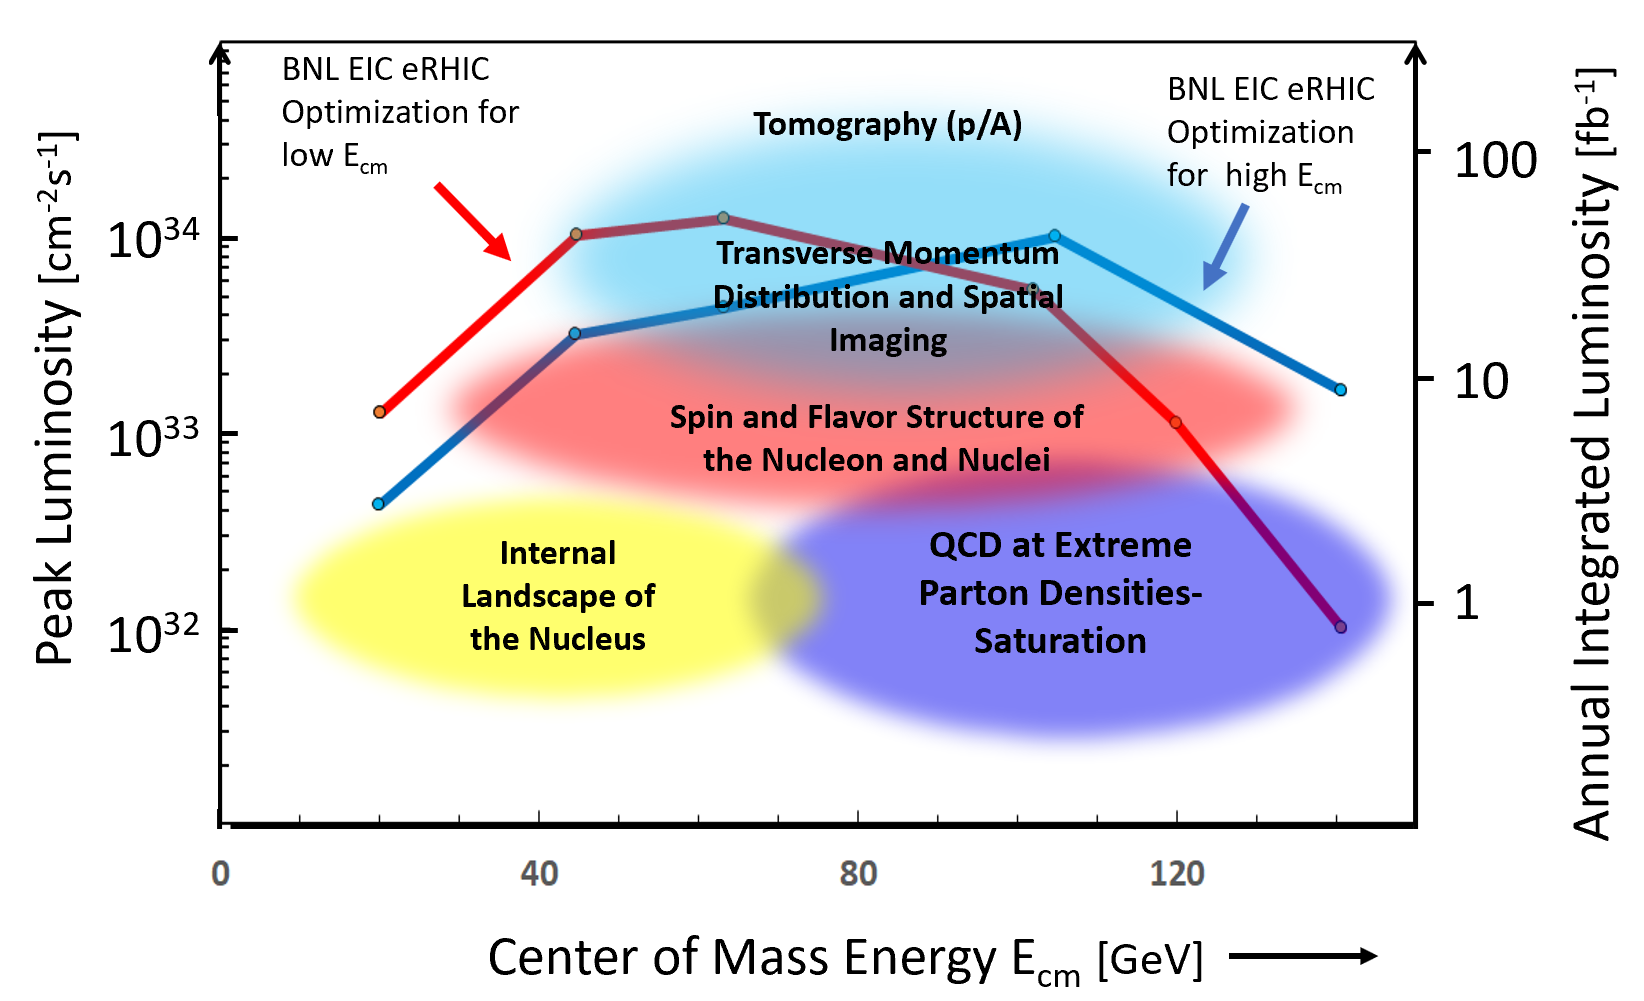 BNL EIC eRHIC
Optimization for
low Ecm
BNL EIC eRHIC
Optimization
for high Ecm
Tomography (p/A)
Transverse Momentum
Distribution and Spatial
Imaging
Spin and Flavor Structure of
the Nucleon and Nuclei
Internal
Landscape of
the Nucleus
QCD at Extreme
Parton Densities-
Saturation
Peak Luminosity [cm-2s-1]
10^34
10^33
10^32
Annual Integrated Luminosity [fb-1]
100
10
1
0 40 80 120
Center of Mass Energy Ecm [GeV]